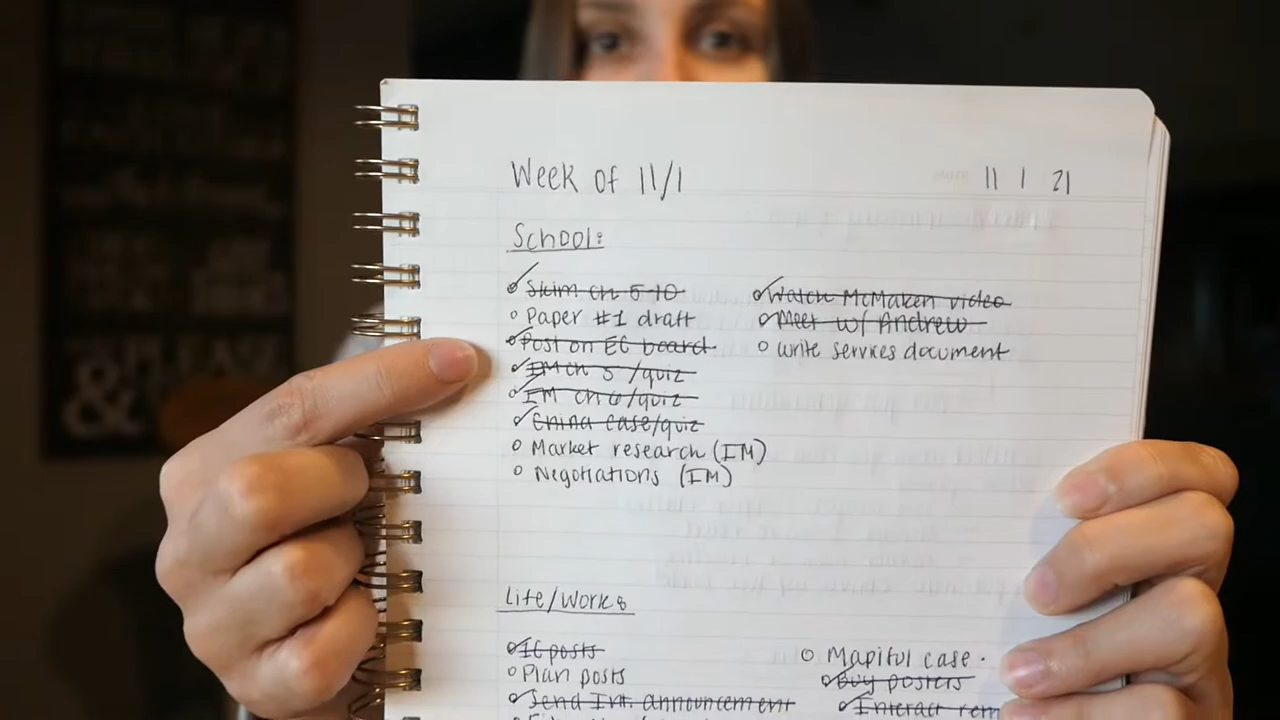 Week of 11/1
11 1 21
School:
Skim ch 5-10
Paper #1 draft
Post on EC board
IM ch 5 /quiz
IM ch 6/quiz
China case/quiz
Market research (IM)
Negotiations (IM)
Watch McMaken video
Meet w/ Andrew
write services document
Life/Work:
IG posts
Plan posts
Send Int. announcement
Mapiful case.
Buy posters
Interact rem
&